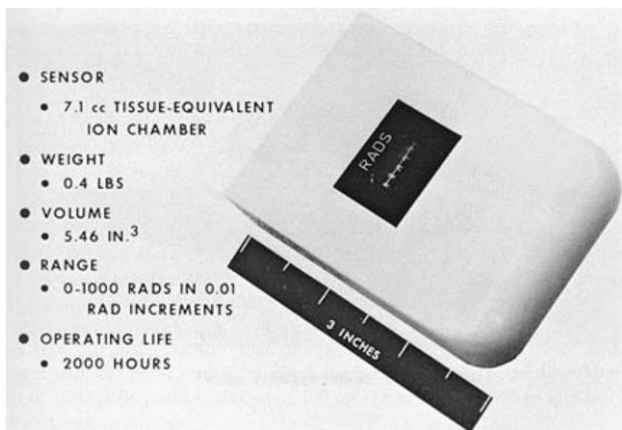 ● SENSOR
● 7.1 cc TISSUE-EQUIVALENT
ION CHAMBER
● WEIGHT
● 0.4 LBS
● VOLUME
● 5.46 IN.3
● RANGE
● 0-1000 RADS IN 0.01
RAD INCREMENTS
● OPERATING LIFE
● 2000 HOURS
RADS
3 INCHES